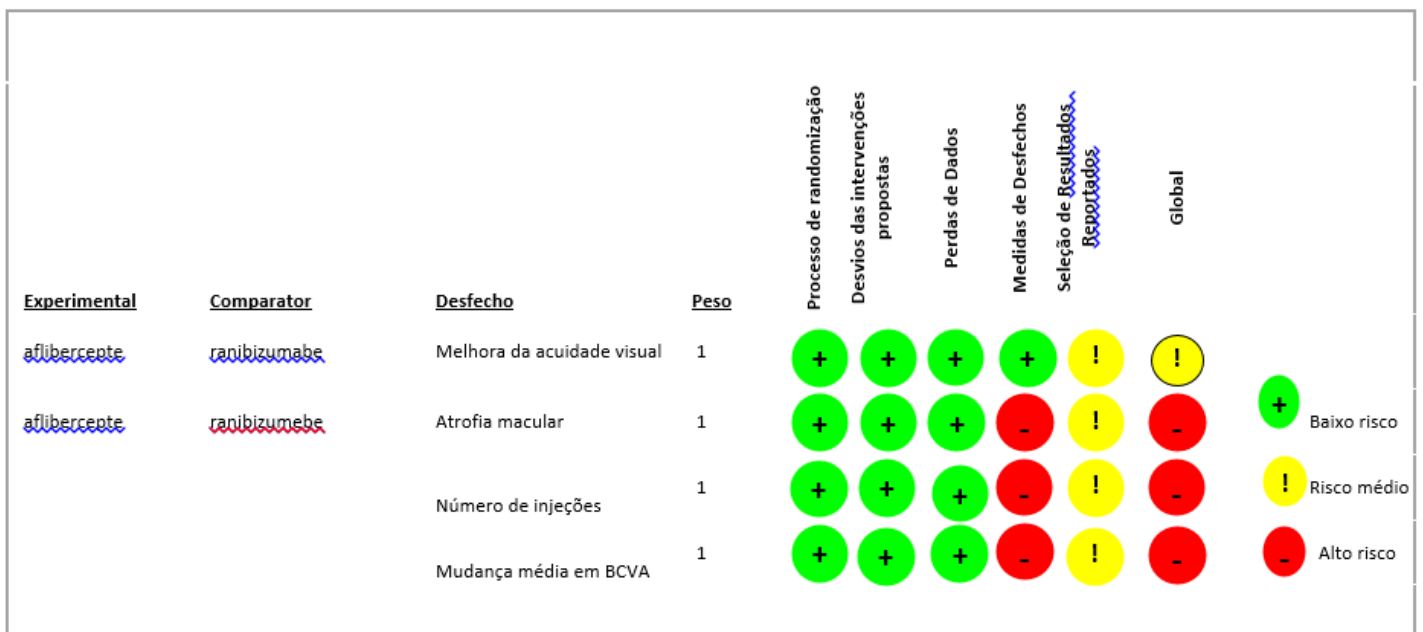 Processo de randomização
Desvios das intervenções
propostas
Perdas de Dados
Medidas de Desfechos
Seleção de Resultados
Reportados
Global
Experimental Comparator Desfecho Peso
aflibercepte ranibizumabe Melhora da acuidade visual 1 + + + + ! !
aflibercepte ranibizumebe Atrofia macular 1 + + + - ! -
Número de injeções 1 + + + - ! -
Mudança média em BCVA 1 + + + - ! -
+ Baixo risco
! Risco médio
- Alto risco